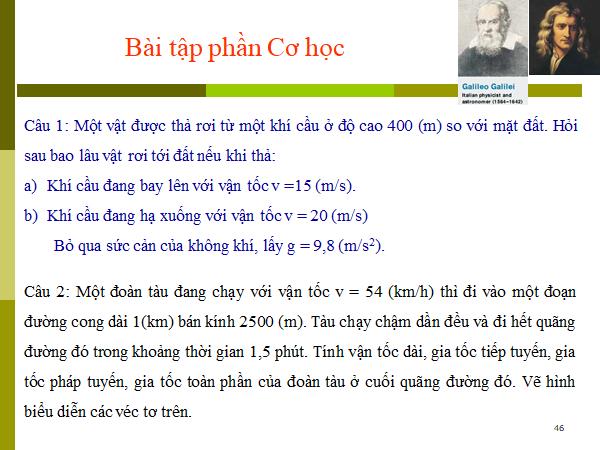 Bài tập phần Cơ học
Galileo Galilei
Italian physicist and
astronomer (1564–1642)
Câu 1: Một vật được thả rơi từ một khí cầu ở độ cao 400 (m) so với mặt đất. Hỏi
sau bao lâu vật rơi tới đất nếu khi thả:
a) Khí cầu đang bay lên với vận tốc v =15 (m/s).
b) Khí cầu đang hạ xuống với vận tốc v = 20 (m/s)
Bỏ qua sức cản của không khí, lấy g = 9,8 (m/s²).
Câu 2: Một đoàn tàu đang chạy với vận tốc v = 54 (km/h) thì đi vào một đoạn
đường cong dài 1(km) bán kính 2500 (m). Tàu chạy chậm dần đều và đi hết quãng
đường đó trong khoảng thời gian 1,5 phút. Tính vận tốc dài, gia tốc tiếp tuyến, gia
tốc pháp tuyến, gia tốc toàn phần của đoàn tàu ở cuối quãng đường đó. Vẽ hình
biểu diễn các véc tơ trên.
46